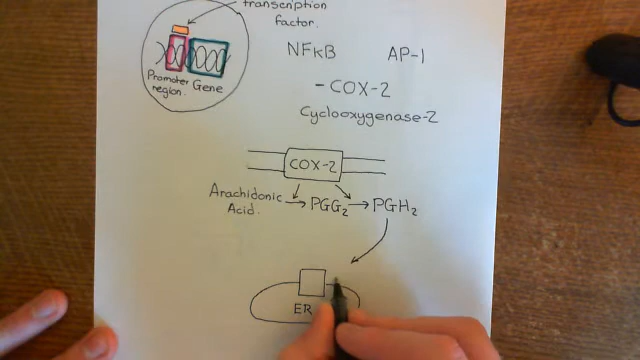 transcription
factor.
NFκB
AP-1
Promoter Gene
region.
- COX-2
Cyclooxygenase-2
COX-2
Arachidonic
Acid. → PGG₂ → PGH₂
ER